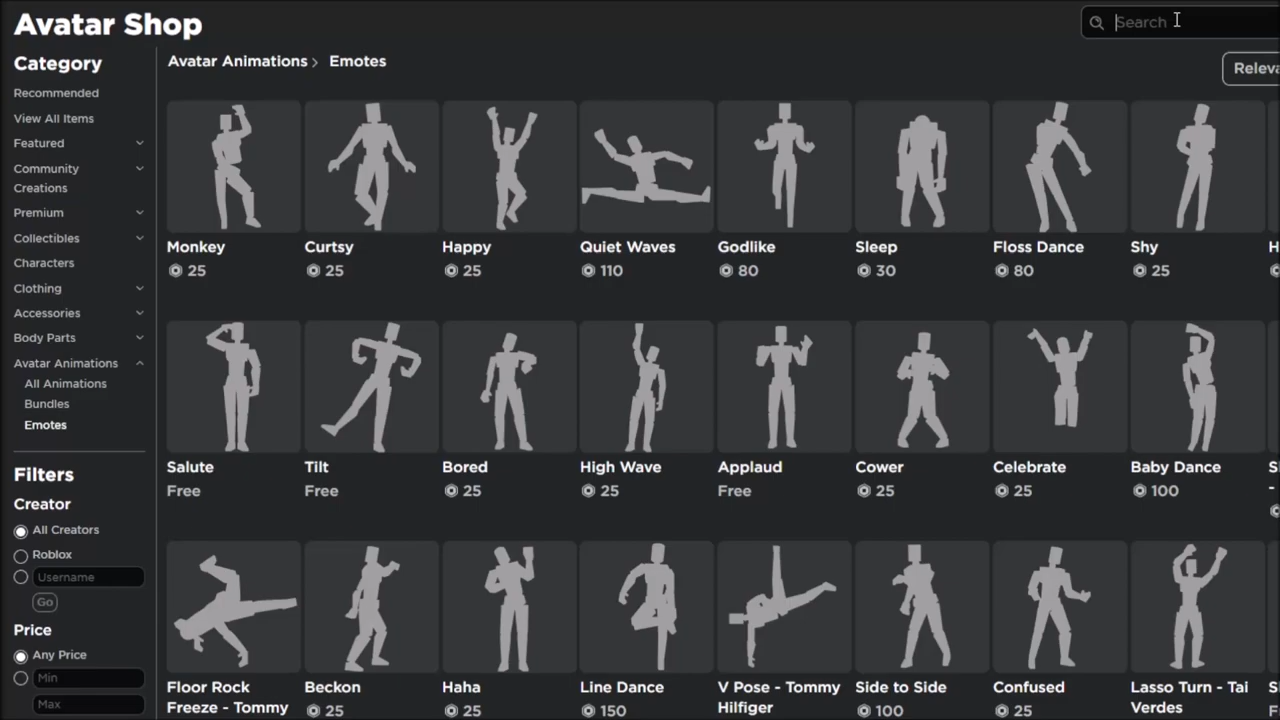 Avatar Shop
Search
Category
Avatar Animations › Emotes
Releva
Recommended
View All Items
Featured
Community
Creations
Premium
Collectibles
Characters
Clothing
Accessories
Body Parts
Avatar Animations
All Animations
Bundles
Emotes
Filters
Creator
All Creators
Roblox
Username
Go
Price
Any Price
Min
Max
Monkey
25
Curtsy
25
Happy
25
Quiet Waves
110
Godlike
80
Sleep
30
Floss Dance
80
Shy
25
H
Salute
Free
Tilt
Free
Bored
25
High Wave
25
Applaud
Free
Cower
25
Celebrate
25
Baby Dance
100
Floor Rock
Freeze - Tommy
Beckon
25
Haha
25
Line Dance
150
V Pose - Tommy
Hilfiger
Side to Side
100
Confused
25
Lasso Turn - Tai
Verdes